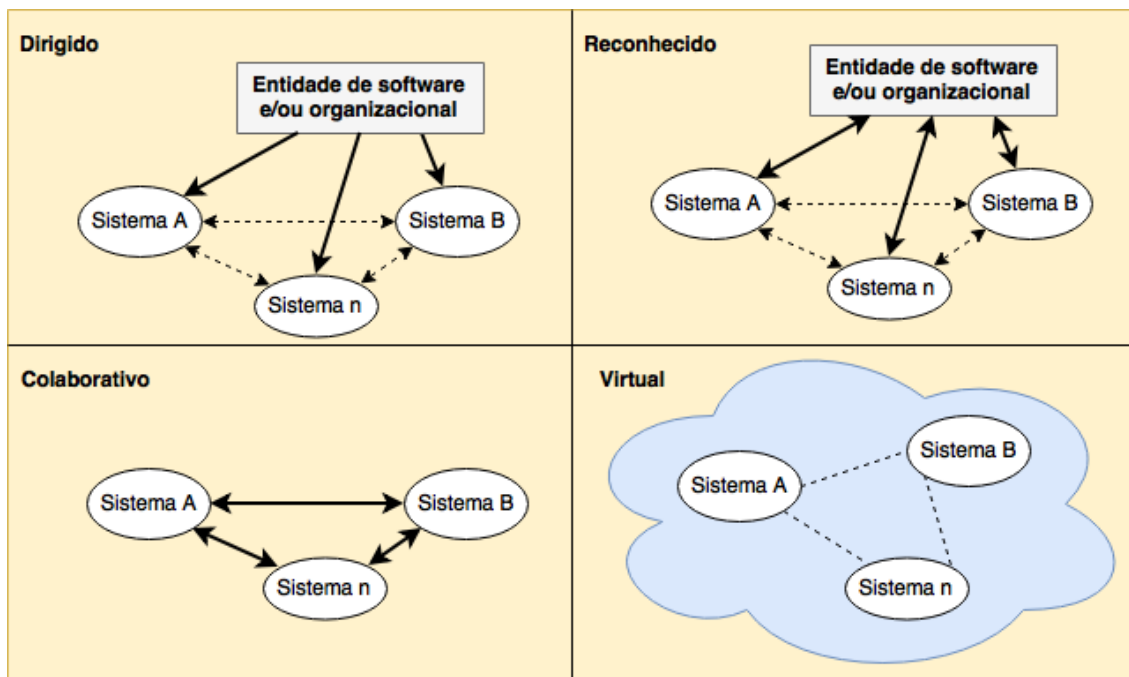 Dirigido
Entidade de software
e/ou organizacional
Sistema A
Sistema B
Sistema n
Reconhecido
Entidade de software
e/ou organizacional
Sistema A
Sistema B
Sistema n
Colaborativo
Sistema A
Sistema B
Sistema n
Virtual
Sistema B
Sistema A
Sistema n